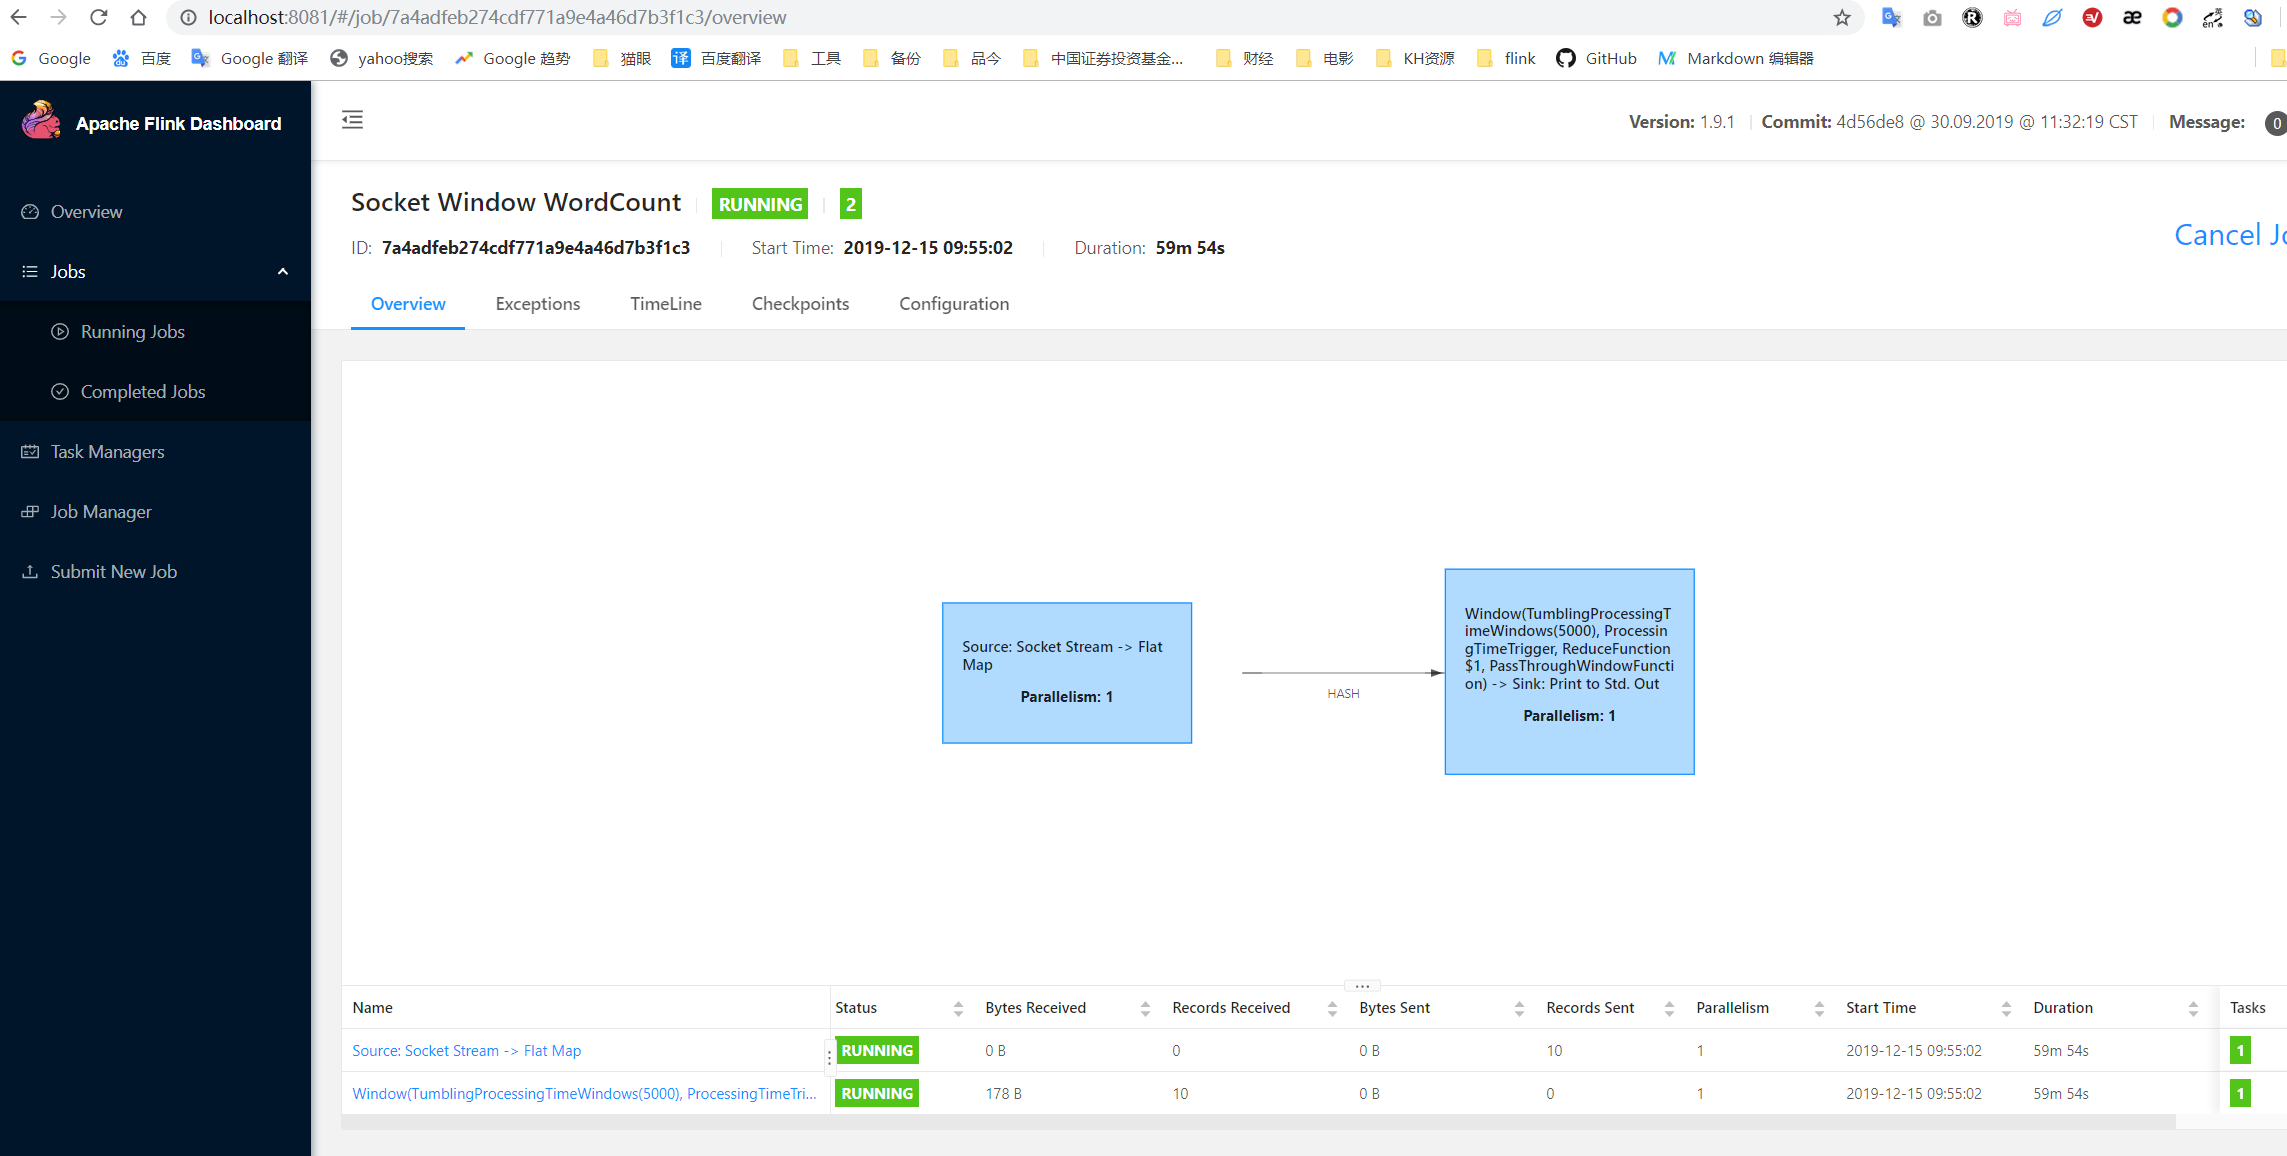 localhost:8081/#/job/7a4adfeb274cdf771a9e4a46d7b3f1c3/overview
Google 百度 Google 翻译 yahoo搜索 Google 趋势 猫眼 百度翻译 工具 备份 品今 中国证券投资基金... 财经 电影 KH资源 flink GitHub Markdown 编辑器
Apache Flink Dashboard
Version: 1.9.1 Commit: 4d56de8 @ 30.09.2019 @ 11:32:19 CST Message: 0
Overview
Jobs
Running Jobs
Completed Jobs
Task Managers
Job Manager
Submit New Job
Socket Window WordCount RUNNING 2
ID: 7a4adfeb274cdf771a9e4a46d7b3f1c3 Start Time: 2019-12-15 09:55:02 Duration: 59m 54s
Cancel Jo
Overview Exceptions TimeLine Checkpoints Configuration
Source: Socket Stream -> Flat
Map
Parallelism: 1
HASH
Window(TumblingProcessingT
imeWindows(5000), Processin
gTimeTrigger, ReduceFunction
$1, PassThroughWindowFuncti
on) -> Sink: Print to Std. Out
Parallelism: 1
Name Status Bytes Received Records Received Bytes Sent Records Sent Parallelism Start Time Duration Tasks
Source: Socket Stream -> Flat Map RUNNING 0 B 0 0 B 10 1 2019-12-15 09:55:02 59m 54s 1
Window(TumblingProcessingTimeWindows(5000), ProcessingTimeTri... RUNNING 178 B 10 0 B 0 1 2019-12-15 09:55:02 59m 54s 1